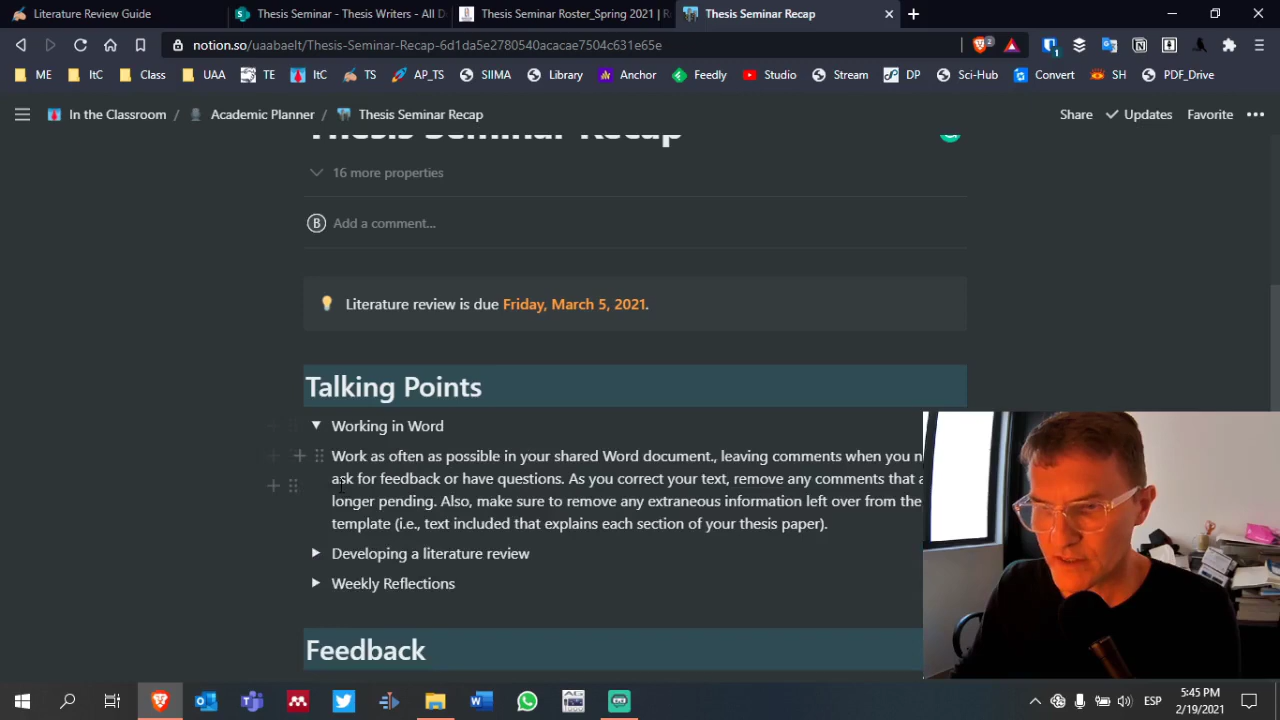 Literature Review Guide
Thesis Seminar - Thesis Writers - All D
Thesis Seminar Roster_Spring 2021 | R
Thesis Seminar Recap
notion.so/uaabaelt/Thesis-Seminar-Recap-6d1da5e2780540acacae7504c631e65e
2
1
ME
ItC
Class
UAA
TE
ItC
TS
AP_TS
SIIMA
Library
Anchor
Feedly
Studio
Stream
DP
Sci-Hub
Convert
SH
PDF_Drive
In the Classroom / Academic Planner / Thesis Seminar Recap
Share
Updates
Favorite
Thesis Seminar Recap
16 more properties
B
Add a comment...
Literature review is due Friday, March 5, 2021.
Talking Points
Working in Word
Work as often as possible in your shared Word document., leaving comments when you n
ask for feedback or have questions. As you correct your text, remove any comments that a
longer pending. Also, make sure to remove any extraneous information left over from the
template (i.e., text included that explains each section of your thesis paper).
Developing a literature review
Weekly Reflections
Feedback
ESP
5:45 PM
2/19/2021